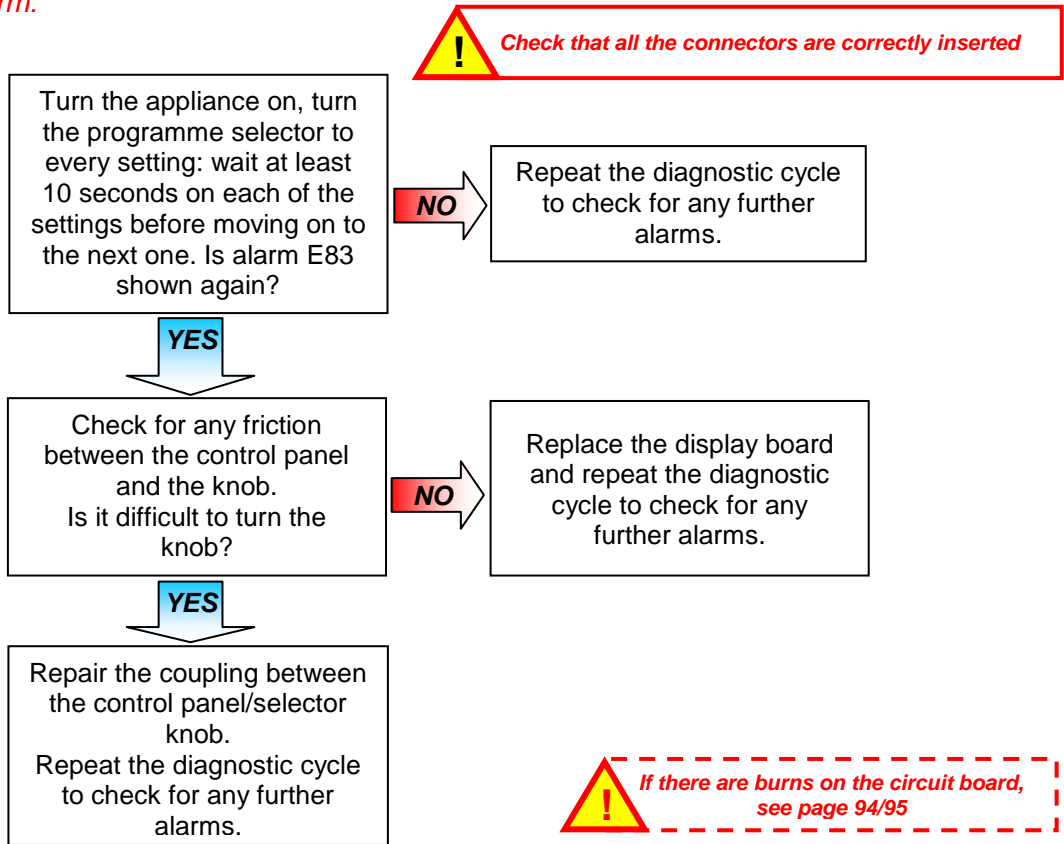 rm.
! Check that all the connectors are correctly inserted
Turn the appliance on, turn
the programme selector to
every setting: wait at least
10 seconds on each of the
settings before moving on to
the next one. Is alarm E83
shown again?
NO
Repeat the diagnostic cycle
to check for any further
alarms.
YES
Check for any friction
between the control panel
and the knob.
Is it difficult to turn the
knob?
NO
Replace the display board
and repeat the diagnostic
cycle to check for any
further alarms.
YES
Repair the coupling between
the control panel/selector
knob.
Repeat the diagnostic cycle
to check for any further
alarms.
! If there are burns on the circuit board,
see page 94/95